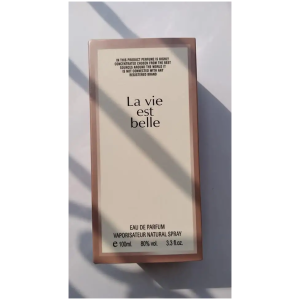 IN THIS PRODUCT PERFUME IS HIGHLY
CONCENTRATED CHOSEN FROM THE BEST
SOURCES AROUND THE WORLD IT
IS NOT CONNECTED WITH ANY
REGISTERED BRAND
La vie
est
belle
EAU DE PARFUM
VAPORISATEUR NATURAL SPRAY
e 100ml. 80% vol. 3.3 fl.oz.